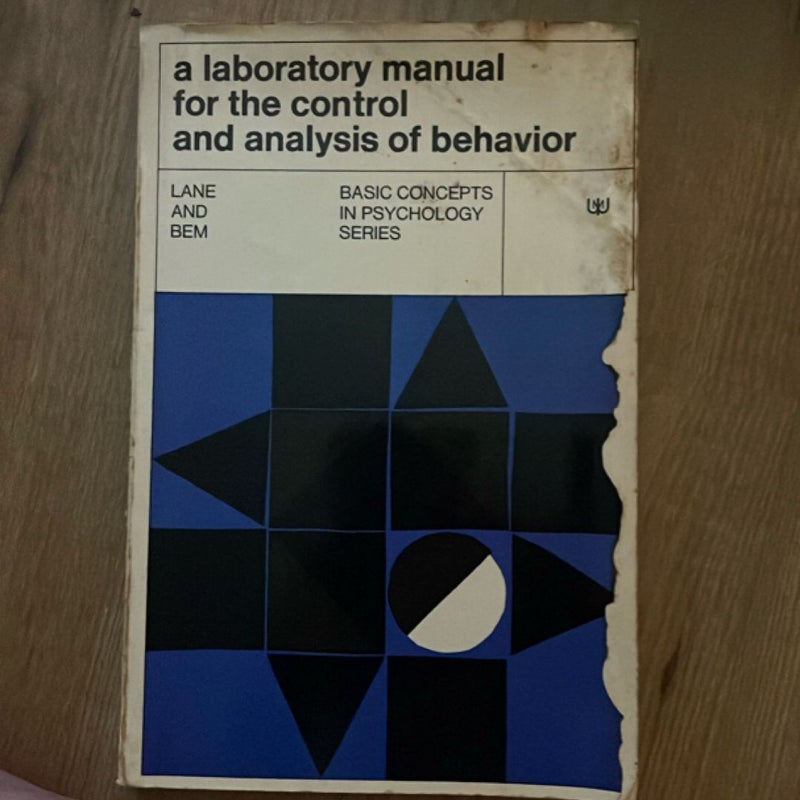 a laboratory manual
for the control
and analysis of behavior
LANE
AND
BEM
BASIC CONCEPTS
IN PSYCHOLOGY
SERIES